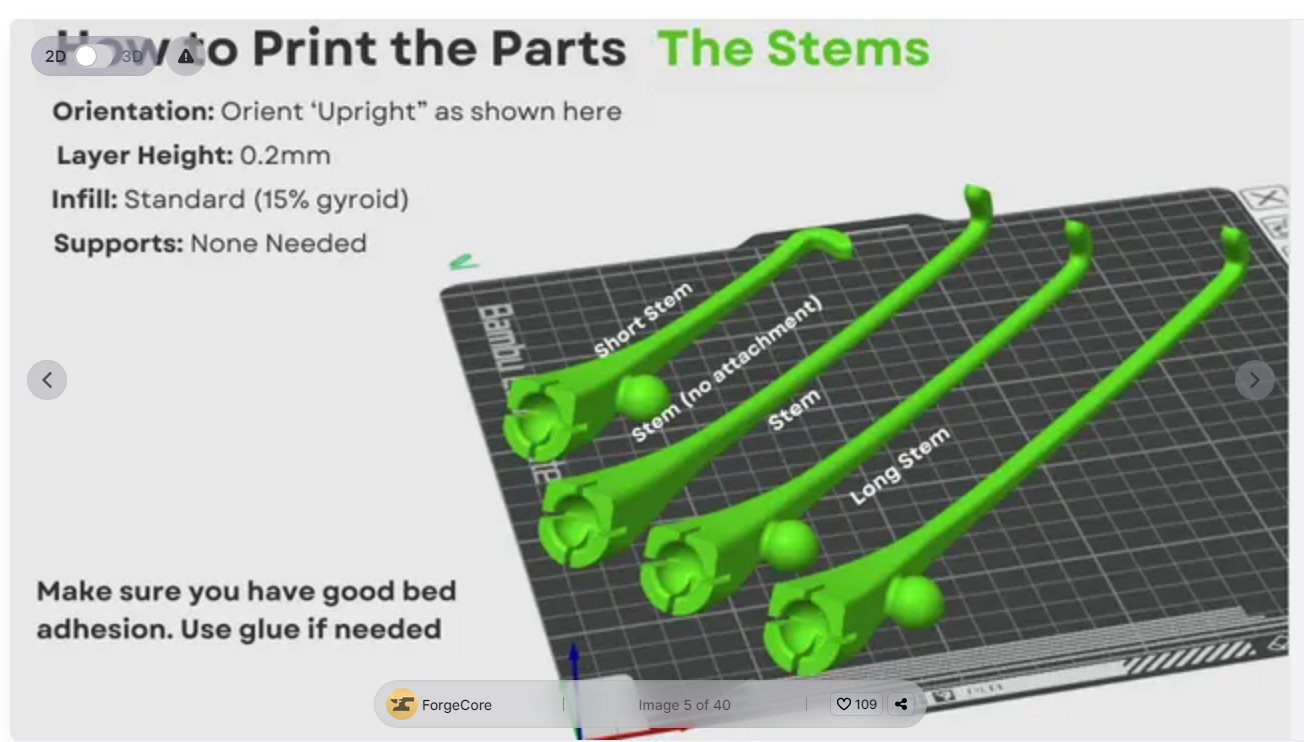 How to Print the Parts The Stems
2D 3D
Orientation: Orient ‘Upright” as shown here
Layer Height: 0.2mm
Infill: Standard (15% gyroid)
Supports: None Needed
Short Stem
Stem (no attachment)
Stem
Long Stem
Bambu
Make sure you have good bed
adhesion. Use glue if needed
ForgeCore
Image 5 of 40
109